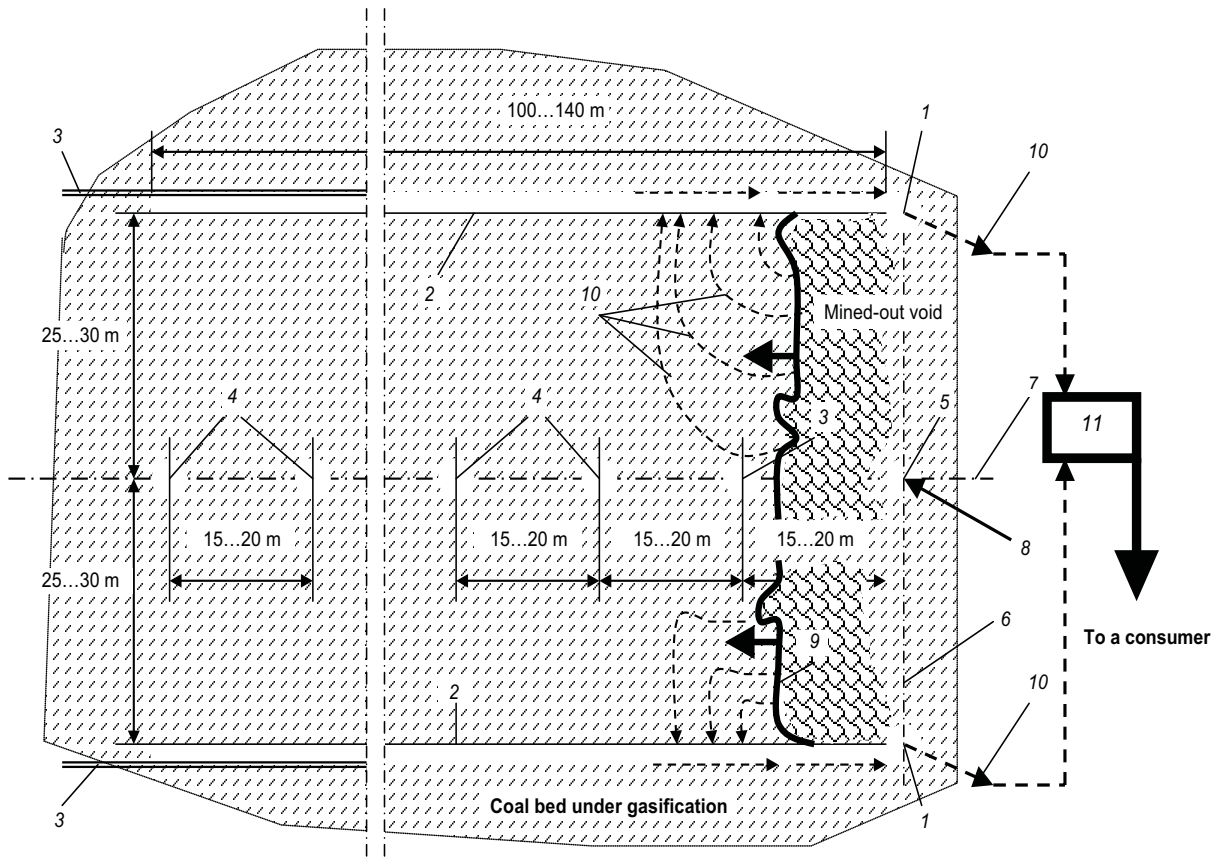 100…140 m
1
3
10
2
10
Mined-out void
25…30 m
4
4
3
5
7
11
15…20 m
15…20 m
15…20 m
15…20 m
8
25…30 m
9
6
To a consumer
2
10
3
Coal bed under gasification
1